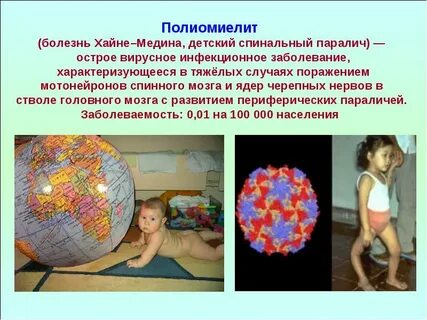 Полиомиелит
(болезнь Хайне–Медина, детский спинальный паралич) —
острое вирусное инфекционное заболевание,
характеризующееся в тяжёлых случаях поражением
мотонейронов спинного мозга и ядер черепных нервов в
стволе головного мозга с развитием периферических параличей.
Заболеваемость: 0,01 на 100 000 населения